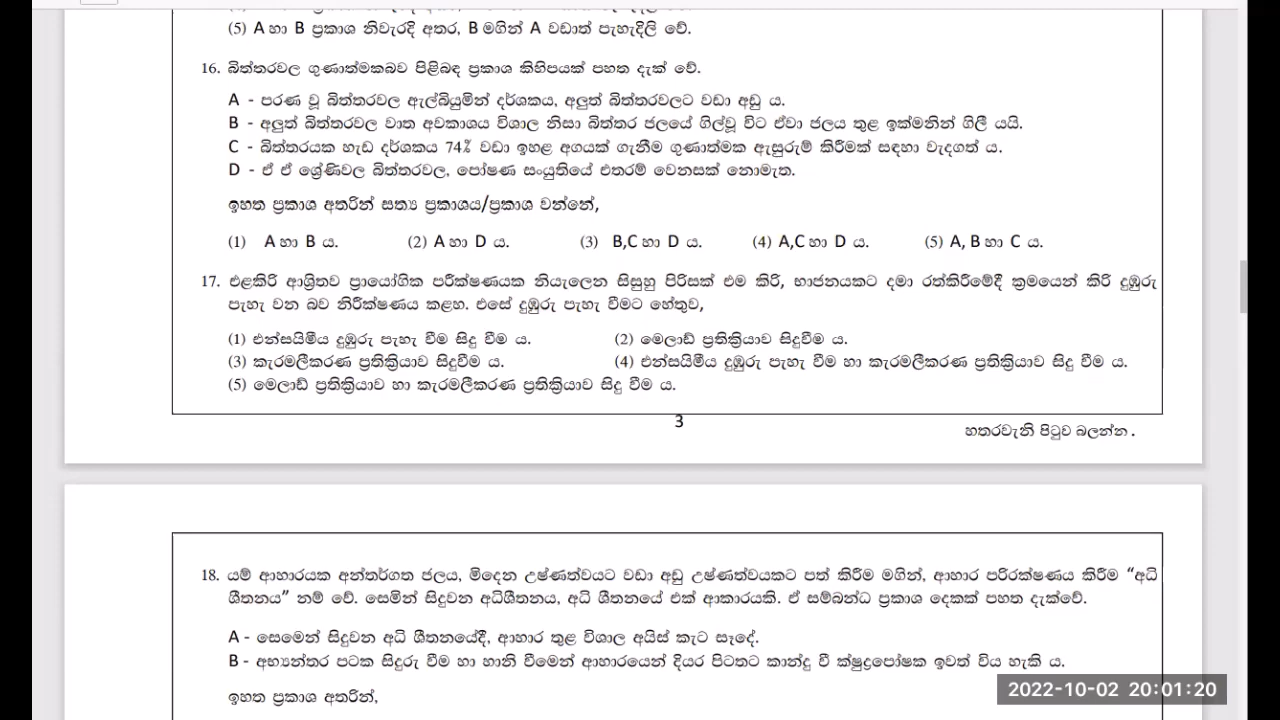 (5) A හා B ප්‍රකාශ නිවැරදි අතර, B මගින් A වඩාත් පැහැදිලි වේ.
16. බිත්තරවල ගුණාත්මකබව පිළිබඳ ප්‍රකාශ කිහිපයක් පහත දැක් වේ.
A - පරණ වූ බිත්තරවල ඇල්බියුමින් දර්ශකය, අලුත් බිත්තරවලට වඩා අඩු ය.
B - අලුත් බිත්තරවල වාත අවකාශය විශාල නිසා බිත්තර ජලයේ ගිල්වූ විට ඒවා ජලය තුළ ඉක්මනින් ගිලී යයි.
C - බිත්තරයක හැඩ දර්ශකය 74% වඩා ඉහළ අගයක් ගැනීම ගුණාත්මක ඇසුරුම් කිරීමක් සඳහා වැදගත් ය.
D - ඒ ඒ ශ්‍රේණිවල බිත්තරවල, පෝෂණ සංයුතියේ එතරම් වෙනසක් නොමැත.
ඉහත ප්‍රකාශ අතරින් සත්‍ය ප්‍රකාශය/ප්‍රකාශ වන්නේ,
(1) A හා B ය. (2) A හා D ය. (3) B,C හා D ය. (4) A,C හා D ය. (5) A, B හා C ය.
17. එළකිරි ආශ්‍රිතව ප්‍රායෝගික පරීක්ෂණයක නියැලෙන සිසුහු පිරිසක් එම කිරි, භාජනයකට දමා රත්කිරීමේදී ක්‍රමයෙන් කිරි දුඹුරු
පැහැ වන බව නිරීක්ෂණය කළහ. එසේ දුඹුරු පැහැ වීමට හේතුව,
(1) එන්සයිමීය දුඹුරු පැහැ වීම සිදු වීම ය. (2) මෙලාඩ් ප්‍රතික්‍රියාව සිදුවීම ය.
(3) කැරමලීකරණ ප්‍රතික්‍රියාව සිදුවීම ය. (4) එන්සයිමීය දුඹුරු පැහැ වීම හා කැරමලීකරණ ප්‍රතික්‍රියාව සිදු වීම ය.
(5) මෙලාඩ් ප්‍රතික්‍රියාව හා කැරමලීකරණ ප්‍රතික්‍රියාව සිදු වීම ය.
3
හතරවැනි පිටුව බලන්න.
18. යම් ආහාරයක අන්තර්ගත ජලය, මිදෙන උෂ්ණත්වයට වඩා අඩු උෂ්ණත්වයකට පත් කිරීම මගින්, ආහාර පරිරක්ෂණය කිරීම “අධි
ශීතනය” නම් වේ. සෙමින් සිදුවන අධිශීතනය, අධි ශීතනයේ එක් ආකාරයකි. ඒ සම්බන්ධ ප්‍රකාශ දෙකක් පහත දැක්වේ.
A - සෙමෙන් සිදුවන අධි ශීතනයේදී, ආහාර තුළ විශාල අයිස් කැට සෑදේ.
B - අභ්‍යන්තර පටක සිදුරු වීම හා හානි වීමෙන් ආහාරයෙන් දියර පිටතට කාන්දු වී ක්ෂුද්‍රපෝෂක ඉවත් විය හැකි ය.
ඉහත ප්‍රකාශ අතරින්,
2022-10-02 20:01:20